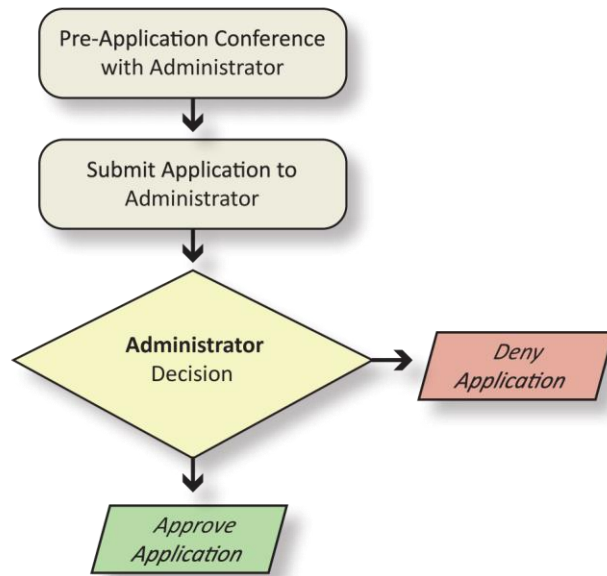 Pre-Application Conference
with Administrator
Submit Application to
Administrator
Administrator
Decision
Deny
Application
Approve
Application